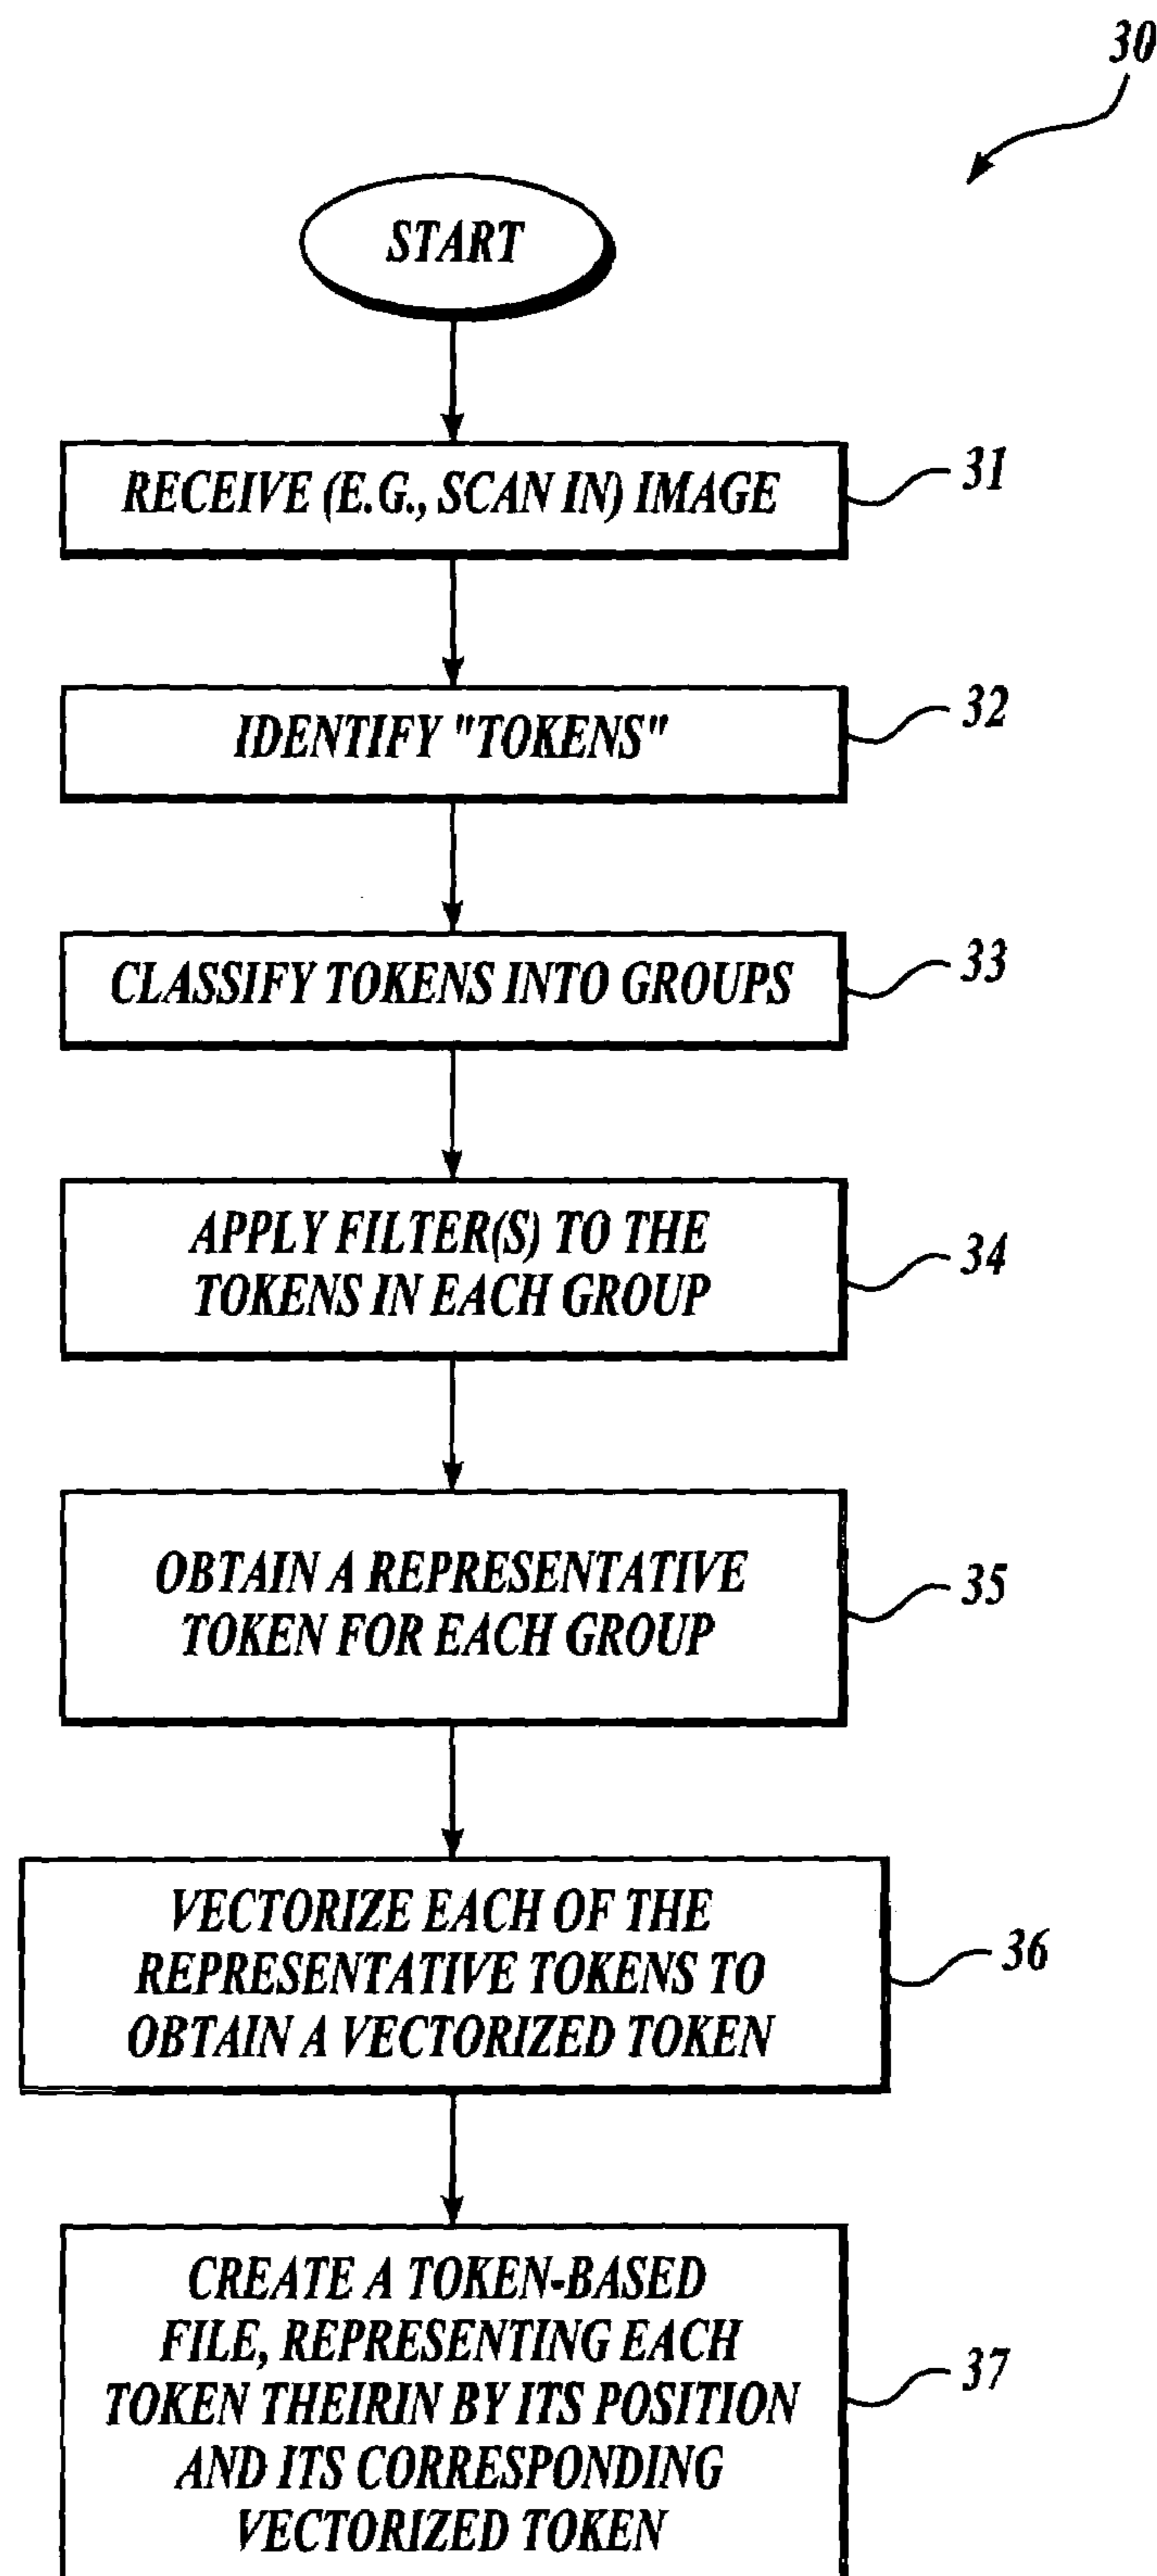 30
START
RECEIVE (E.G., SCAN IN) IMAGE
31
IDENTIFY "TOKENS"
32
CLASSIFY TOKENS INTO GROUPS
33
APPLY FILTER(S) TO THE
TOKENS IN EACH GROUP
34
OBTAIN A REPRESENTATIVE
TOKEN FOR EACH GROUP
35
VECTORIZE EACH OF THE
REPRESENTATIVE TOKENS TO
OBTAIN A VECTORIZED TOKEN
36
CREATE A TOKEN-BASED
FILE, REPRESENTING EACH
TOKEN THEIRIN BY ITS POSITION
AND ITS CORRESPONDING
VECTORIZED TOKEN
37